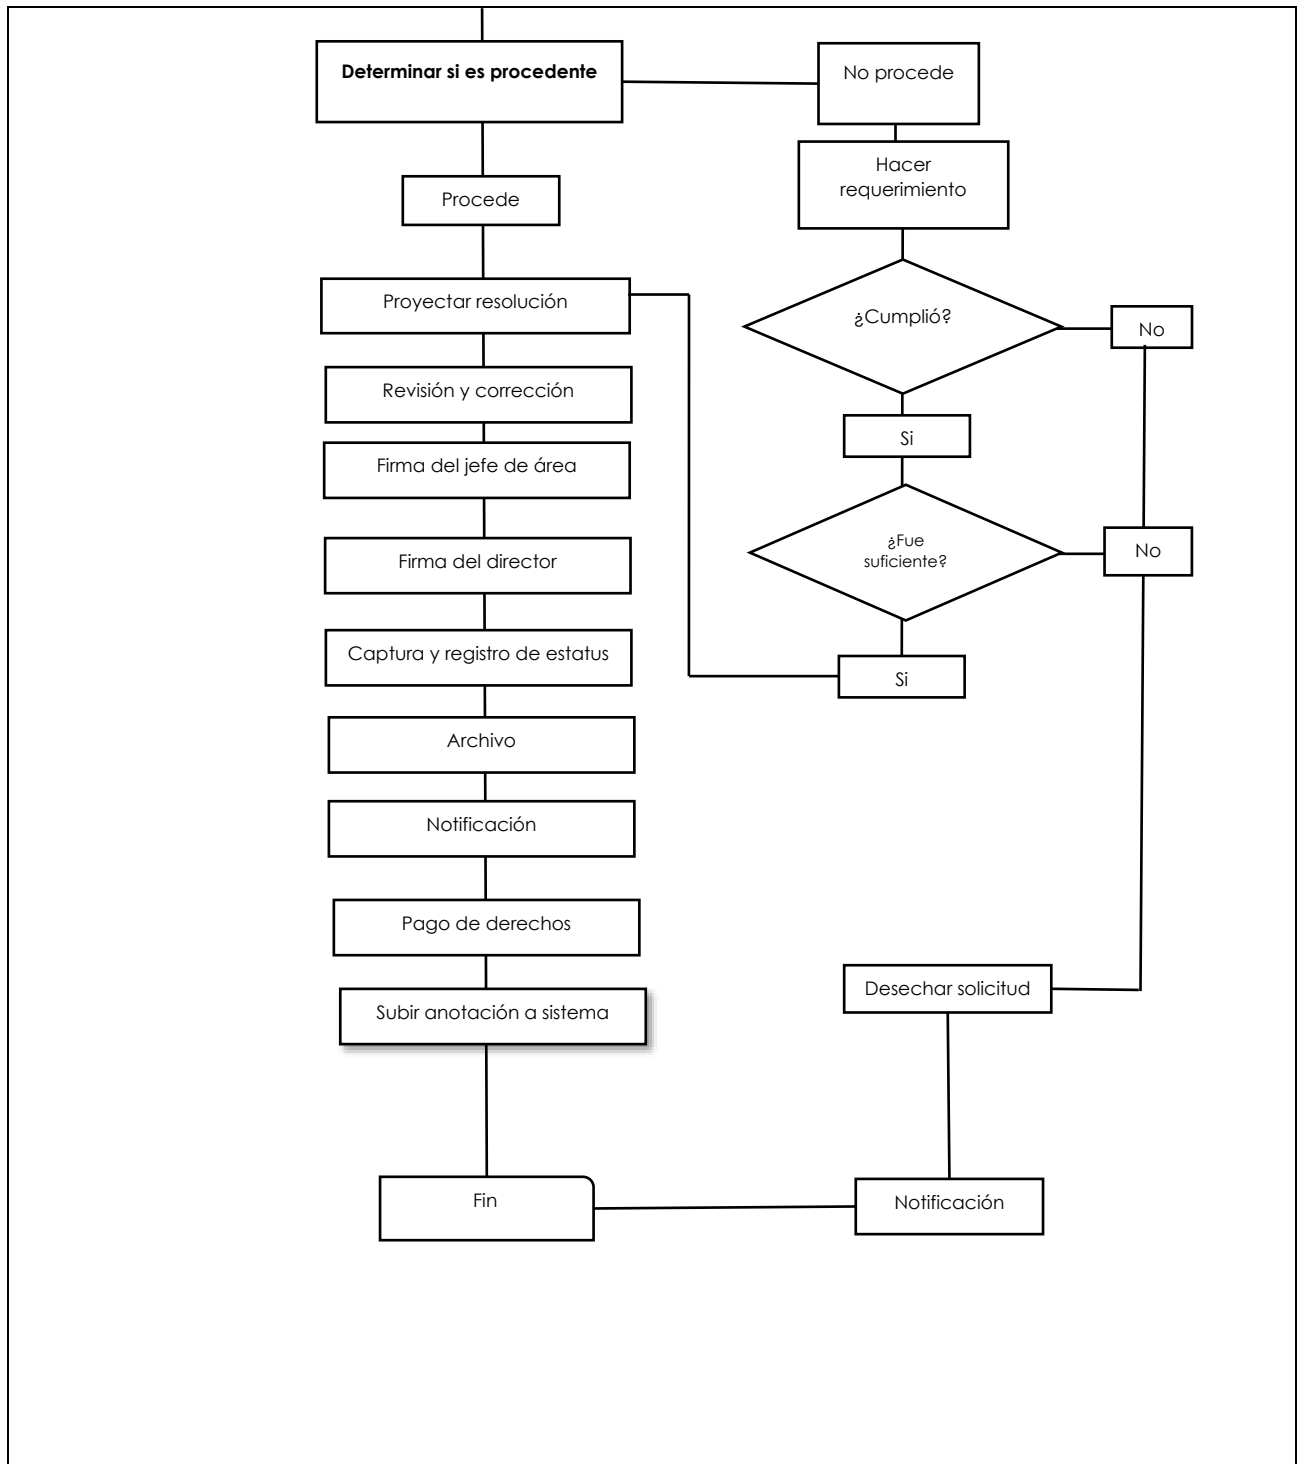 Determinar si es procedente
No procede
Hacer
requerimiento
Procede
Proyectar resolución
¿Cumplió?
No
Revisión y corrección
Si
Firma del jefe de área
¿Fue
suficiente?
No
Firma del director
Captura y registro de estatus
Si
Archivo
Notificación
Pago de derechos
Desechar solicitud
Subir anotación a sistema
Fin
Notificación